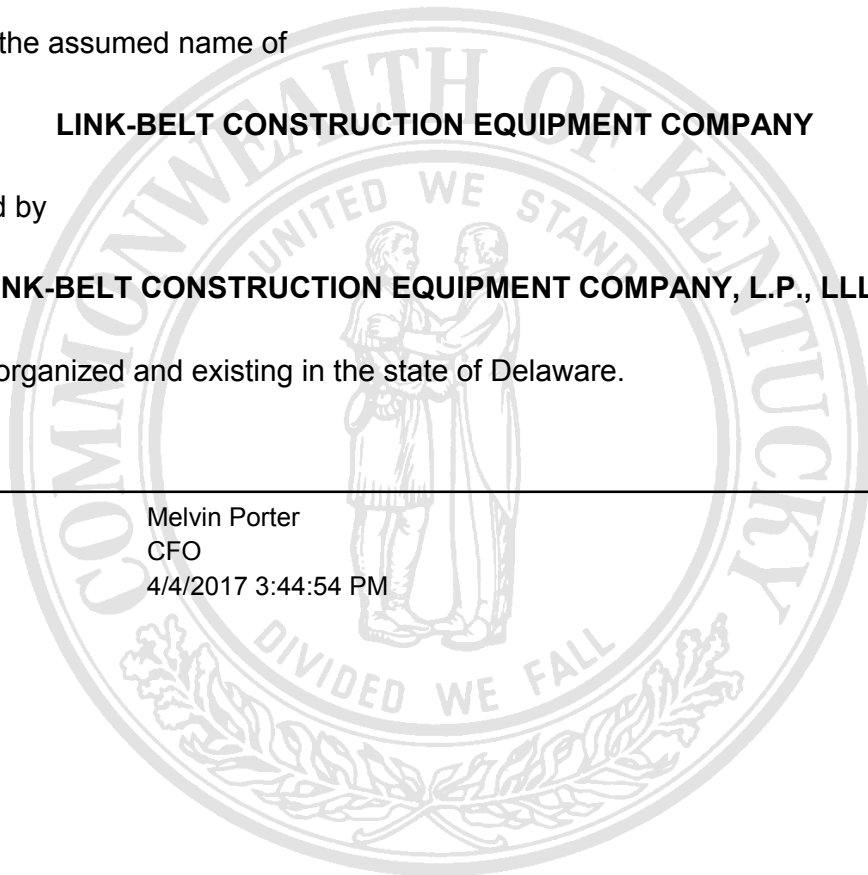 the assumed name of
LINK-BELT CONSTRUCTION EQUIPMENT COMPANY
d by
NK-BELT CONSTRUCTION EQUIPMENT COMPANY, L.P., LLL
organized and existing in the state of Delaware.
Melvin Porter
CFO
4/4/2017 3:44:54 PM
COMMONWEALTH OF KENTUCKY
UNITED WE STAND
DIVIDED WE FALL